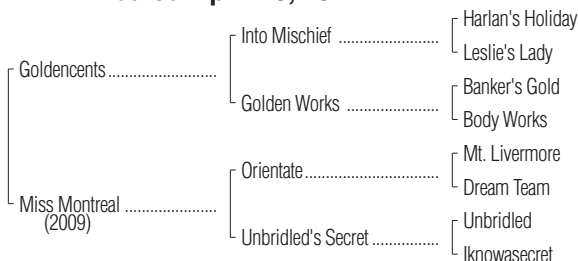 Harlan's Holiday
Into Mischief ....................
Leslie's Lady
Goldencents ......................
Banker's Gold
Golden Works ...................
Body Works
Mt. Livermore
Orientate ...........................
Dream Team
Miss Montreal ...................
(2009)
Unbridled
Unbridled's Secret .............
Iknowasecret